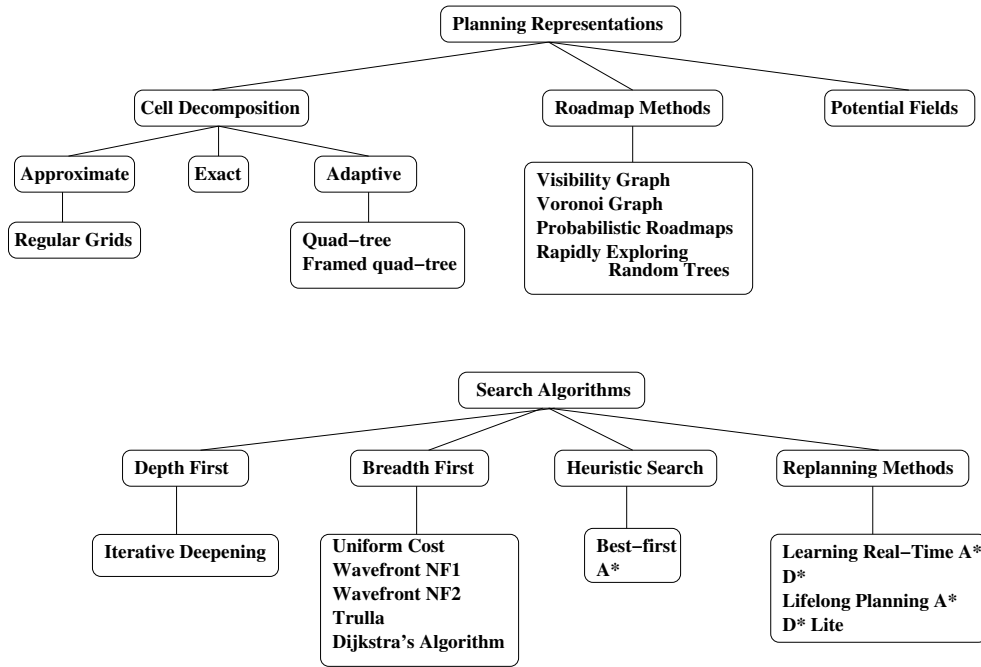 Planning Representations
Cell Decomposition
Roadmap Methods
Potential Fields
Approximate
Exact
Adaptive
Regular Grids
Quad-tree
Framed quad-tree
Visibility Graph
Voronoi Graph
Probabilistic Roadmaps
Rapidly Exploring
Random Trees
Search Algorithms
Depth First
Breadth First
Heuristic Search
Replanning Methods
Iterative Deepening
Uniform Cost
Wavefront NF1
Wavefront NF2
Trulla
Dijkstra's Algorithm
Best-first
A*
Learning Real-Time A*
D*
Lifelong Planning A*
D* Lite